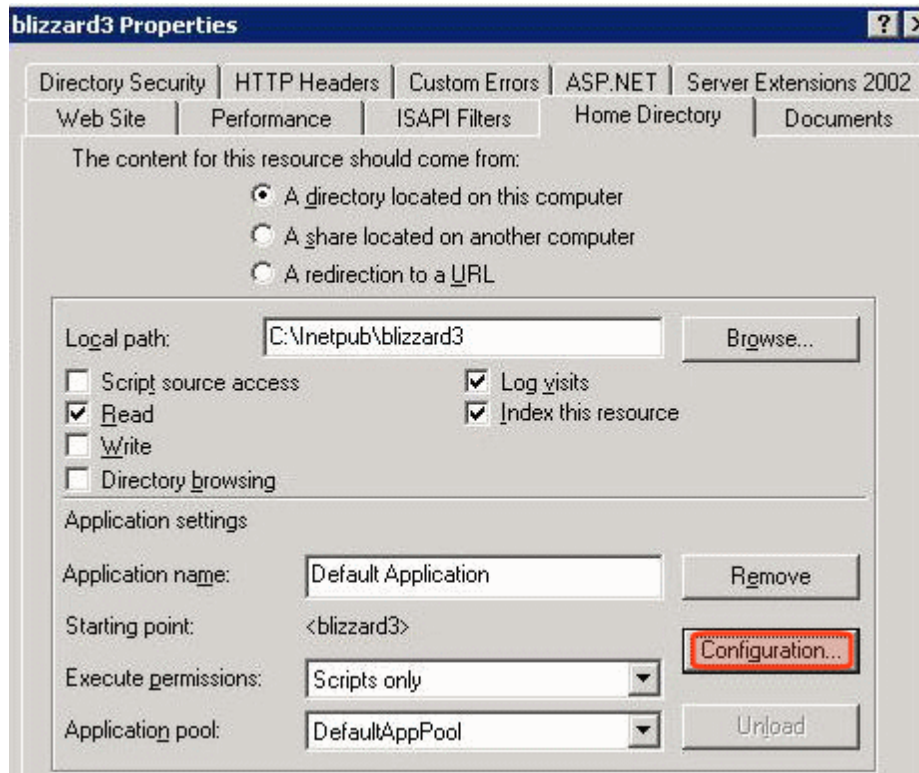 blizzard3 Properties
Directory Security HTTP Headers Custom Errors ASP.NET Server Extensions 2002
Web Site Performance ISAPI Filters Home Directory Documents
The content for this resource should come from:
A directory located on this computer
A share located on another computer
A redirection to a URL
Local path: C:\Inetpub\blizzard3 Browse...
Script source access Log visits
Read Index this resource
Write
Directory browsing
Application settings
Application name: Default Application Remove
Starting point: <blizzard3>
Configuration...
Execute permissions: Scripts only
Application pool: DefaultAppPool Unload